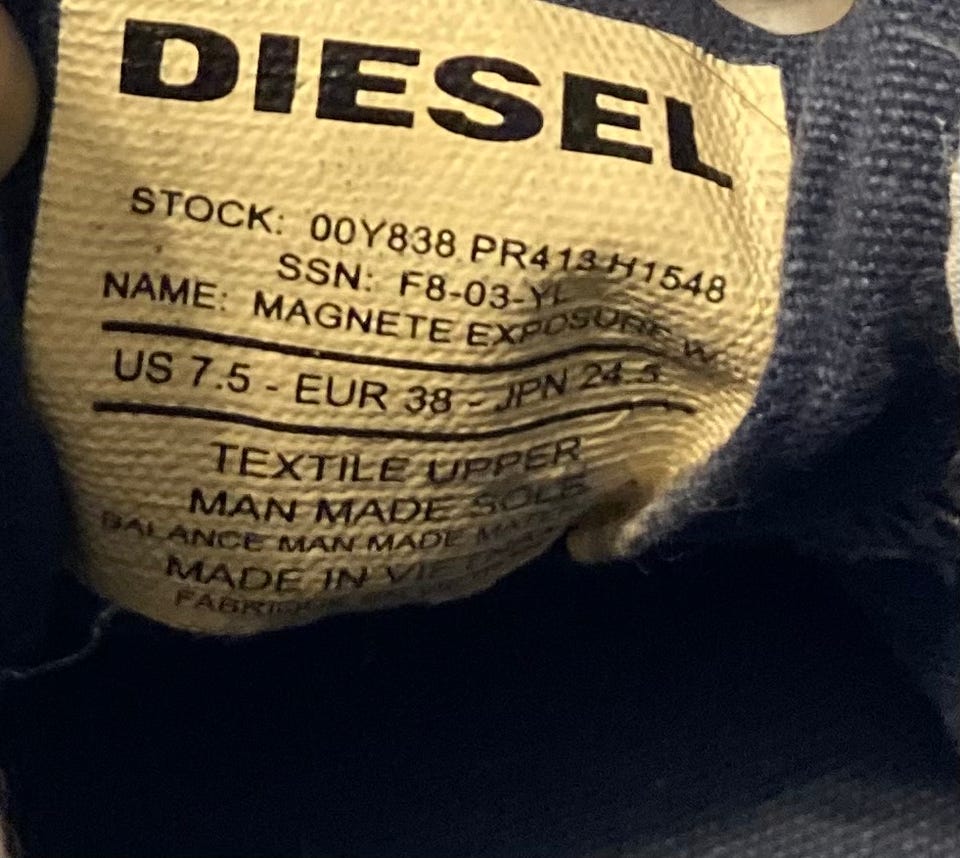 DIESEL
STOCK: 00Y838 PR413 H1548
SSN: F8-03-YL
NAME: MAGNETE EXPOSURE W
US 7.5 - EUR 38 - JPN 24.5
TEXTILE UPPER
MAN MADE SOLE
BALANCE MAN MADE
MADE IN